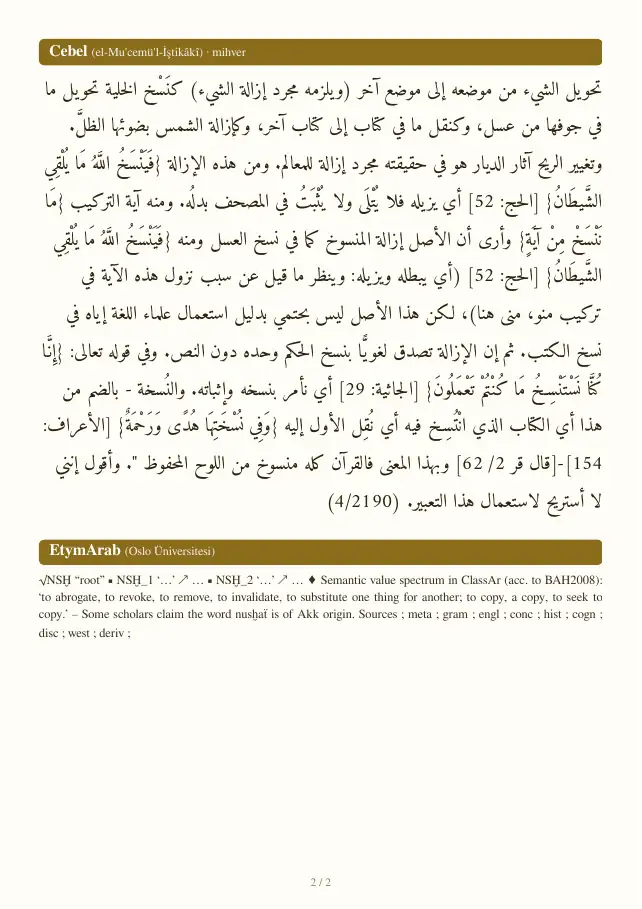 Cebel (el-Mu'cemü'l-İştikâkî) · mihver
تحويل الشيء من موضعه إلى موضع آخر (ويلزمه مجرد إزالة الشيء) كنَسْخ الخلية تحويل ما
في جوفها من عسل، وكنقل ما في كتاب إلى كتاب آخر، وكإزالة الشمس بضوئها الظلَّ.
وتغيير الريح آثار الديار هو في حقيقته مجرد إزالة للمعالم. ومن هذه الإزالة {فَيَنْسَخُ اللَّهُ مَا يُلْقِي
الشَّيطَانُ} [الحج: 52] أي يزيله فلا يُتْلَى ولا يُثْبَتُ في المصحف بدلُه. ومنه آية التركيب {مَا
نَنْسَخْ مِنْ آيَةٍ} وأرى أن الأصل إزالة المنسوخ كما في نسخ العسل ومنه {فَيَنْسَخُ اللَّهُ مَا يُلْقِي
الشَّيطَانُ} [الحج: 52] (أي يبطله ويزيله: وينظر ما قيل عن سبب نزول هذه الآية في
تركيب منو، منى هنا)، لكن هذا الأصل ليس بحتمي بدليل استعمال علماء اللغة إياه في
نسخ الكتب. ثم إن الإزالة تصدق لغويًّا بنسخ الحكم وحده دون النص. وفي قوله تعالى: {إِنَّا
كُنَّا نَسْتَنْسِخُ مَا كُنْتُمْ تَعْمَلُونَ} [الجاثية: 29] أي نأمر بنسخه وإثباته. والنُسخة - بالضم من
هذا أي الكتاب الذي انْتُسِخ فيه أي نُقِل الأول إليه {وَفِي نُسْخَتِهَا هُدًى وَرَحْمَةٌ} [الأعراف:
154]-[قال قر 2/ 62] وبهذا المعنى فالقرآن كله منسوخ من اللوح المحفوظ ". وأقول إنني
لا أستريح لاستعمال هذا التعبير. (4/2190)
EtymArab (Oslo Üniversitesi)
√NSḪ “root” ▪ NSḪ_1 ‘…’ ↗ … ▪ NSḪ_2 ‘…’ ↗ … ♦ Semantic value spectrum in ClassAr (acc. to BAH2008):
‘to abrogate, to revoke, to remove, to invalidate, to substitute one thing for another; to copy, a copy, to seek to
copy.’ – Some scholars claim the word nusḫaẗ is of Akk origin. Sources ; meta ; gram ; engl ; conc ; hist ; cogn ;
disc ; west ; deriv ;
2 / 2